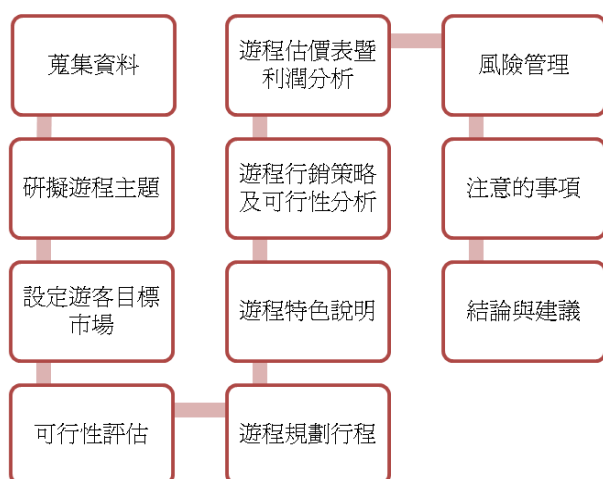 蒐集資料
研擬遊程主題
設定遊客目標
市場
可行性評估
遊程規劃行程
遊程特色說明
遊程行銷策略
及可行性分析
遊程估價表暨
利潤分析
風險管理
注意的事項
結論與建議